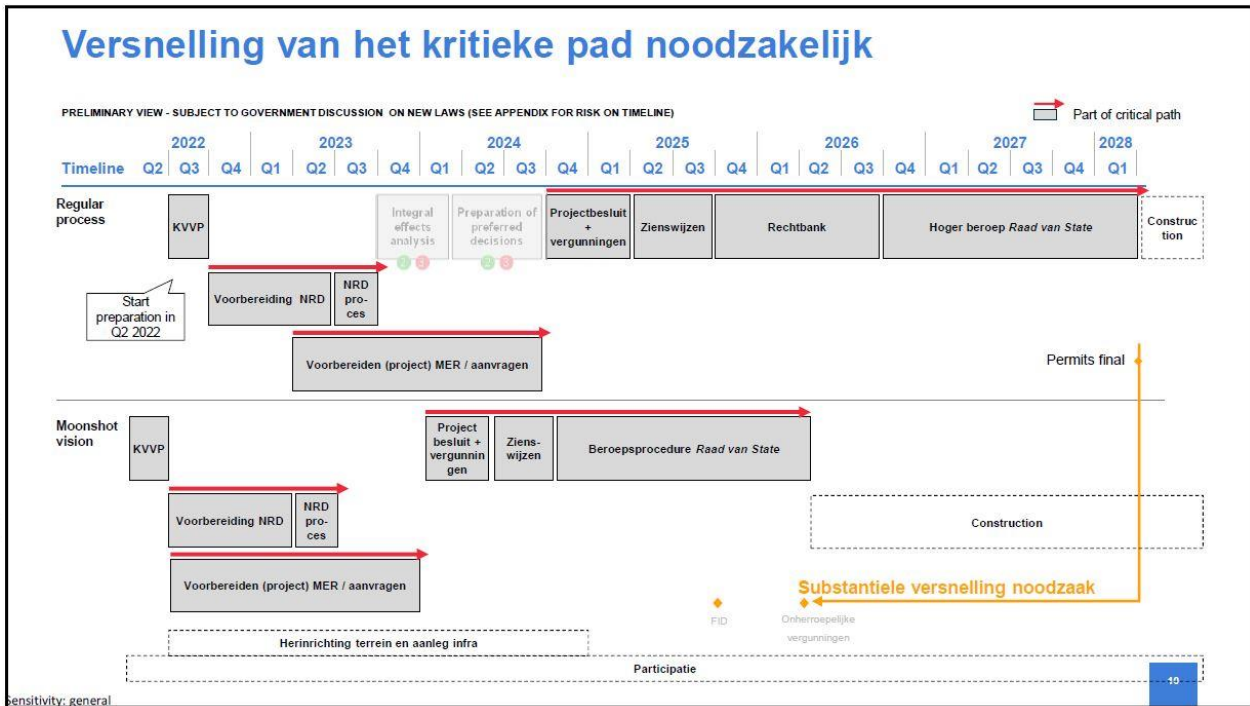 Versnelling van het kritieke pad noodzakelijk
PRELIMINARY VIEW - SUBJECT TO GOVERNMENT DISCUSSION ON NEW LAWS (SEE APPENDIX FOR RISK ON TIMELINE)
Part of critical path
2022 2023 2024 2025 2026 2027 2028
Timeline Q2 Q3 Q4 Q1 Q2 Q3 Q4 Q1 Q2 Q3 Q4 Q1 Q2 Q3 Q4 Q1 Q2 Q3 Q4 Q1 Q2 Q3 Q4 Q1
Regular
process
KVVP
Integral
effects
analysis
2 3
Preparation of
preferred
decisions
2 3
Projectbesluit
+
vergunningen
Zienswijzen
Rechtbank
Hoger beroep Raad van State
Construc
tion
Start
preparation in
Q2 2022
Voorbereiding NRD
NRD
pro-
ces
Voorbereiden (project) MER / aanvragen
Permits final
Moonshot
vision
KVVP
Project
besluit +
vergunnin
gen
Ziens-
wijzen
Beroepsprocedure Raad van State
Voorbereiding NRD
NRD
pro-
ces
Construction
Voorbereiden (project) MER / aanvragen
Substantiele versnelling noodzaak
FID
Onherroepelijke
vergunningen
Herinrichting terrein en aanleg infra
Participatie
10
Sensitivity: general